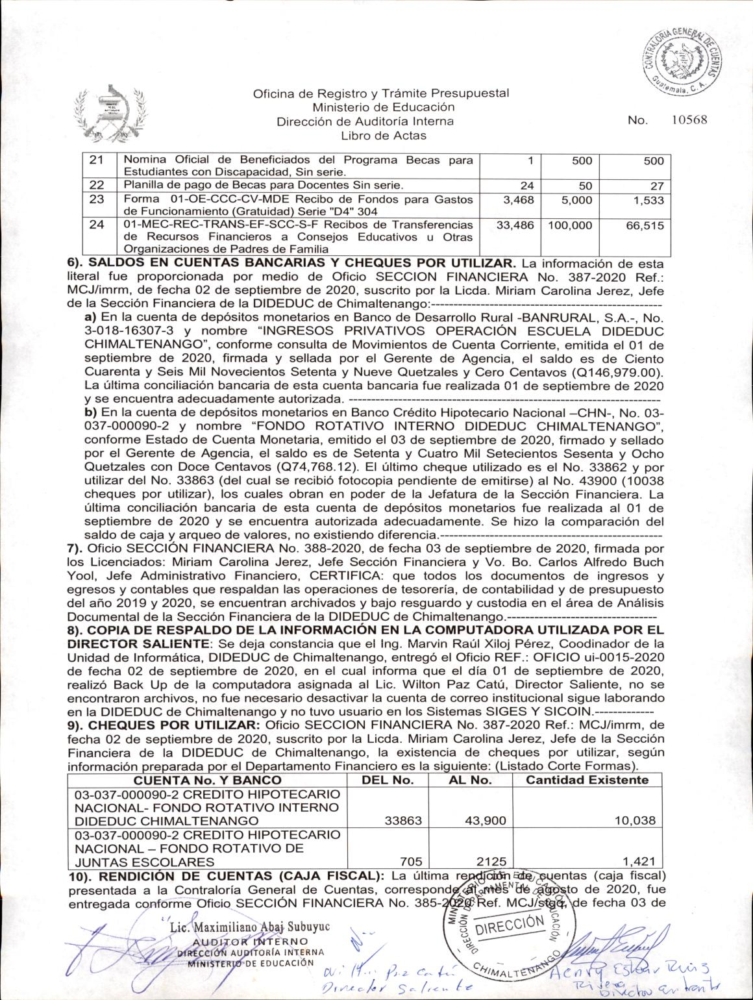 CONTRALORIA GENERAL DE CUENTAS
Guatemala, C. A.
Oficina de Registro y Trámite Presupuestal
Ministerio de Educación
Dirección de Auditoría Interna
Libro de Actas
No. 10568
21 Nomina Oficial de Beneficiados del Programa Becas para 1 500 500
Estudiantes con Discapacidad, Sin serie.
22 Planilla de pago de Becas para Docentes Sin serie. 24 50 27
23 Forma 01-OE-CCC-CV-MDE Recibo de Fondos para Gastos 3,468 5,000 1,533
de Funcionamiento (Gratuidad) Serie "D4" 304
24 01-MEC-REC-TRANS-EF-SCC-S-F Recibos de Transferencias 33,486 100,000 66,515
de Recursos Financieros a Consejos Educativos u Otras
Organizaciones de Padres de Familia
6). SALDOS EN CUENTAS BANCARIAS Y CHEQUES POR UTILIZAR. La información de esta
literal fue proporcionada por medio de Oficio SECCION FINANCIERA No. 387-2020 Ref.:
MCJ/imrm, de fecha 02 de septiembre de 2020, suscrito por la Licda. Miriam Carolina Jerez, Jefe
de la Sección Financiera de la DIDEDUC de Chimaltenango:----------------------------------------------------
a) En la cuenta de depósitos monetarios en Banco de Desarrollo Rural -BANRURAL, S.A.-, No.
3-018-16307-3 y nombre “INGRESOS PRIVATIVOS OPERACIÓN ESCUELA DIDEDUC
CHIMALTENANGO”, conforme consulta de Movimientos de Cuenta Corriente, emitida el 01 de
septiembre de 2020, firmada y sellada por el Gerente de Agencia, el saldo es de Ciento
Cuarenta y Seis Mil Novecientos Setenta y Nueve Quetzales y Cero Centavos (Q146,979.00).
La última conciliación bancaria de esta cuenta bancaria fue realizada 01 de septiembre de 2020
y se encuentra adecuadamente autorizada. ----------------------------------------------------------------------
b) En la cuenta de depósitos monetarios en Banco Crédito Hipotecario Nacional –CHN-, No. 03-
037-000090-2 y nombre “FONDO ROTATIVO INTERNO DIDEDUC CHIMALTENANGO”,
conforme Estado de Cuenta Monetaria, emitido el 03 de septiembre de 2020, firmado y sellado
por el Gerente de Agencia, el saldo es de Setenta y Cuatro Mil Setecientos Sesenta y Ocho
Quetzales con Doce Centavos (Q74,768.12). El último cheque utilizado es el No. 33862 y por
utilizar del No. 33863 (del cual se recibió fotocopia pendiente de emitirse) al No. 43900 (10038
cheques por utilizar), los cuales obran en poder de la Jefatura de la Sección Financiera. La
última conciliación bancaria de esta cuenta de depósitos monetarios fue realizada al 01 de
septiembre de 2020 y se encuentra autorizada adecuadamente. Se hizo la comparación del
saldo de caja y arqueo de valores, no existiendo diferencia.--------------------------------------------------
7). Oficio SECCIÓN FINANCIERA No. 388-2020, de fecha 03 de septiembre de 2020, firmada por
los Licenciados: Miriam Carolina Jerez, Jefe Sección Financiera y Vo. Bo. Carlos Alfredo Buch
Yool, Jefe Administrativo Financiero, CERTIFICA: que todos los documentos de ingresos y
egresos y contables que respaldan las operaciones de tesorería, de contabilidad y de presupuesto
del año 2019 y 2020, se encuentran archivados y bajo resguardo y custodia en el área de Análisis
Documental de la Sección Financiera de la DIDEDUC de Chimaltenango.----------------------------------
8). COPIA DE RESPALDO DE LA INFORMACIÓN EN LA COMPUTADORA UTILIZADA POR EL
DIRECTOR SALIENTE: Se deja constancia que el Ing. Marvin Raúl Xiloj Pérez, Coodinador de la
Unidad de Informática, DIDEDUC de Chimaltenango, entregó el Oficio REF.: OFICIO ui-0015-2020
de fecha 02 de septiembre de 2020, en el cual informa que el día 01 de septiembre de 2020,
realizó Back Up de la computadora asignada al Lic. Wilton Paz Catú, Director Saliente, no se
encontraron archivos, no fue necesario desactivar la cuenta de correo institucional sigue laborando
en la DIDEDUC de Chimaltenango y no tuvo usuario en los Sistemas SIGES Y SICOIN.-------------
9). CHEQUES POR UTILIZAR: Oficio SECCION FINANCIERA No. 387-2020 Ref.: MCJ/imrm, de
fecha 02 de septiembre de 2020, suscrito por la Licda. Miriam Carolina Jerez, Jefe de la Sección
Financiera de la DIDEDUC de Chimaltenango, la existencia de cheques por utilizar, según
información preparada por el Departamento Financiero es la siguiente: (Listado Corte Formas).
CUENTA No. Y BANCO DEL No. AL No. Cantidad Existente
03-037-000090-2 CREDITO HIPOTECARIO
NACIONAL- FONDO ROTATIVO INTERNO
DIDEDUC CHIMALTENANGO 33863 43,900 10,038
03-037-000090-2 CREDITO HIPOTECARIO
NACIONAL – FONDO ROTATIVO DE
JUNTAS ESCOLARES 705 2125 1,421
10). RENDICIÓN DE CUENTAS (CAJA FISCAL): La última rendición de cuentas (caja fiscal)
presentada a la Contraloría General de Cuentas, corresponde al mes de agosto de 2020, fue
entregada conforme Oficio SECCIÓN FINANCIERA No. 385-2020 Ref. MCJ/ de fecha 03 de
Lic. Maximiliano Abaj Subuyuc
AUDITOR INTERNO
DIRECCIÓN AUDITORÍA INTERNA
MINISTERIO DE EDUCACIÓN
MINISTERIO DE EDUCACIÓN
DIRECCIÓN DEPARTAMENTAL DE EDUCACIÓN
DIRECCIÓN
CHIMALTENANGO
Paz Catú
Director Saliente
Henry Ruiz
Rivera
Director entrante